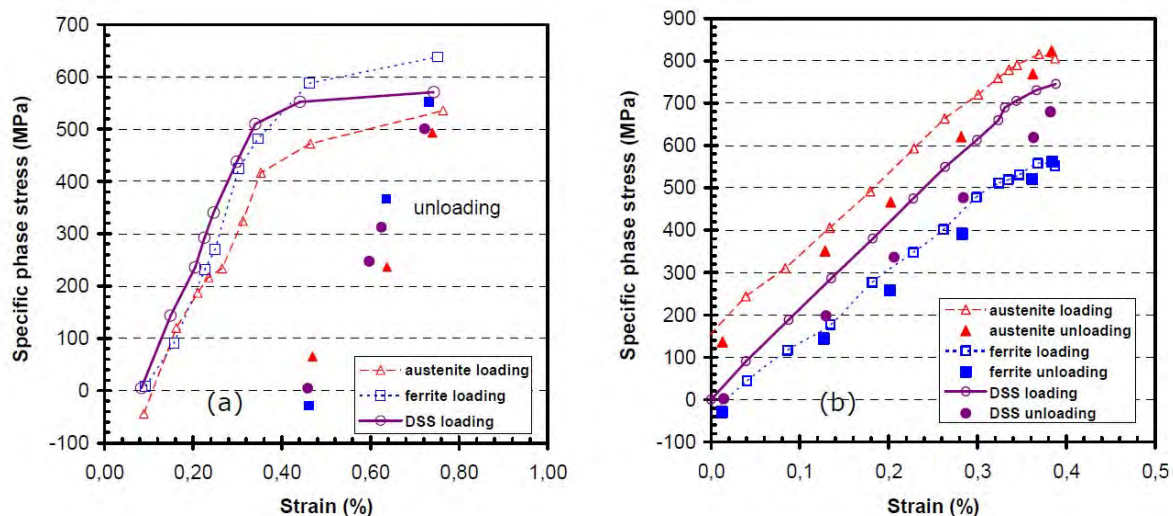 700
600
500
400
300
200
100
0
-100
Specific phase stress (MPa)
unloading
(a)
austenite loading
ferrite loading
DSS loading
0,00 0,20 0,40 0,60 0,80 1,00
Strain (%)
900
800
700
600
500
400
300
200
100
0
-100
Specific phase stress (MPa)
austenite loading
austenite unloading
ferrite loading
ferrite unloading
DSS loading
DSS unloading
(b)
0,0 0,1 0,2 0,3 0,4 0,5
Strain (%)